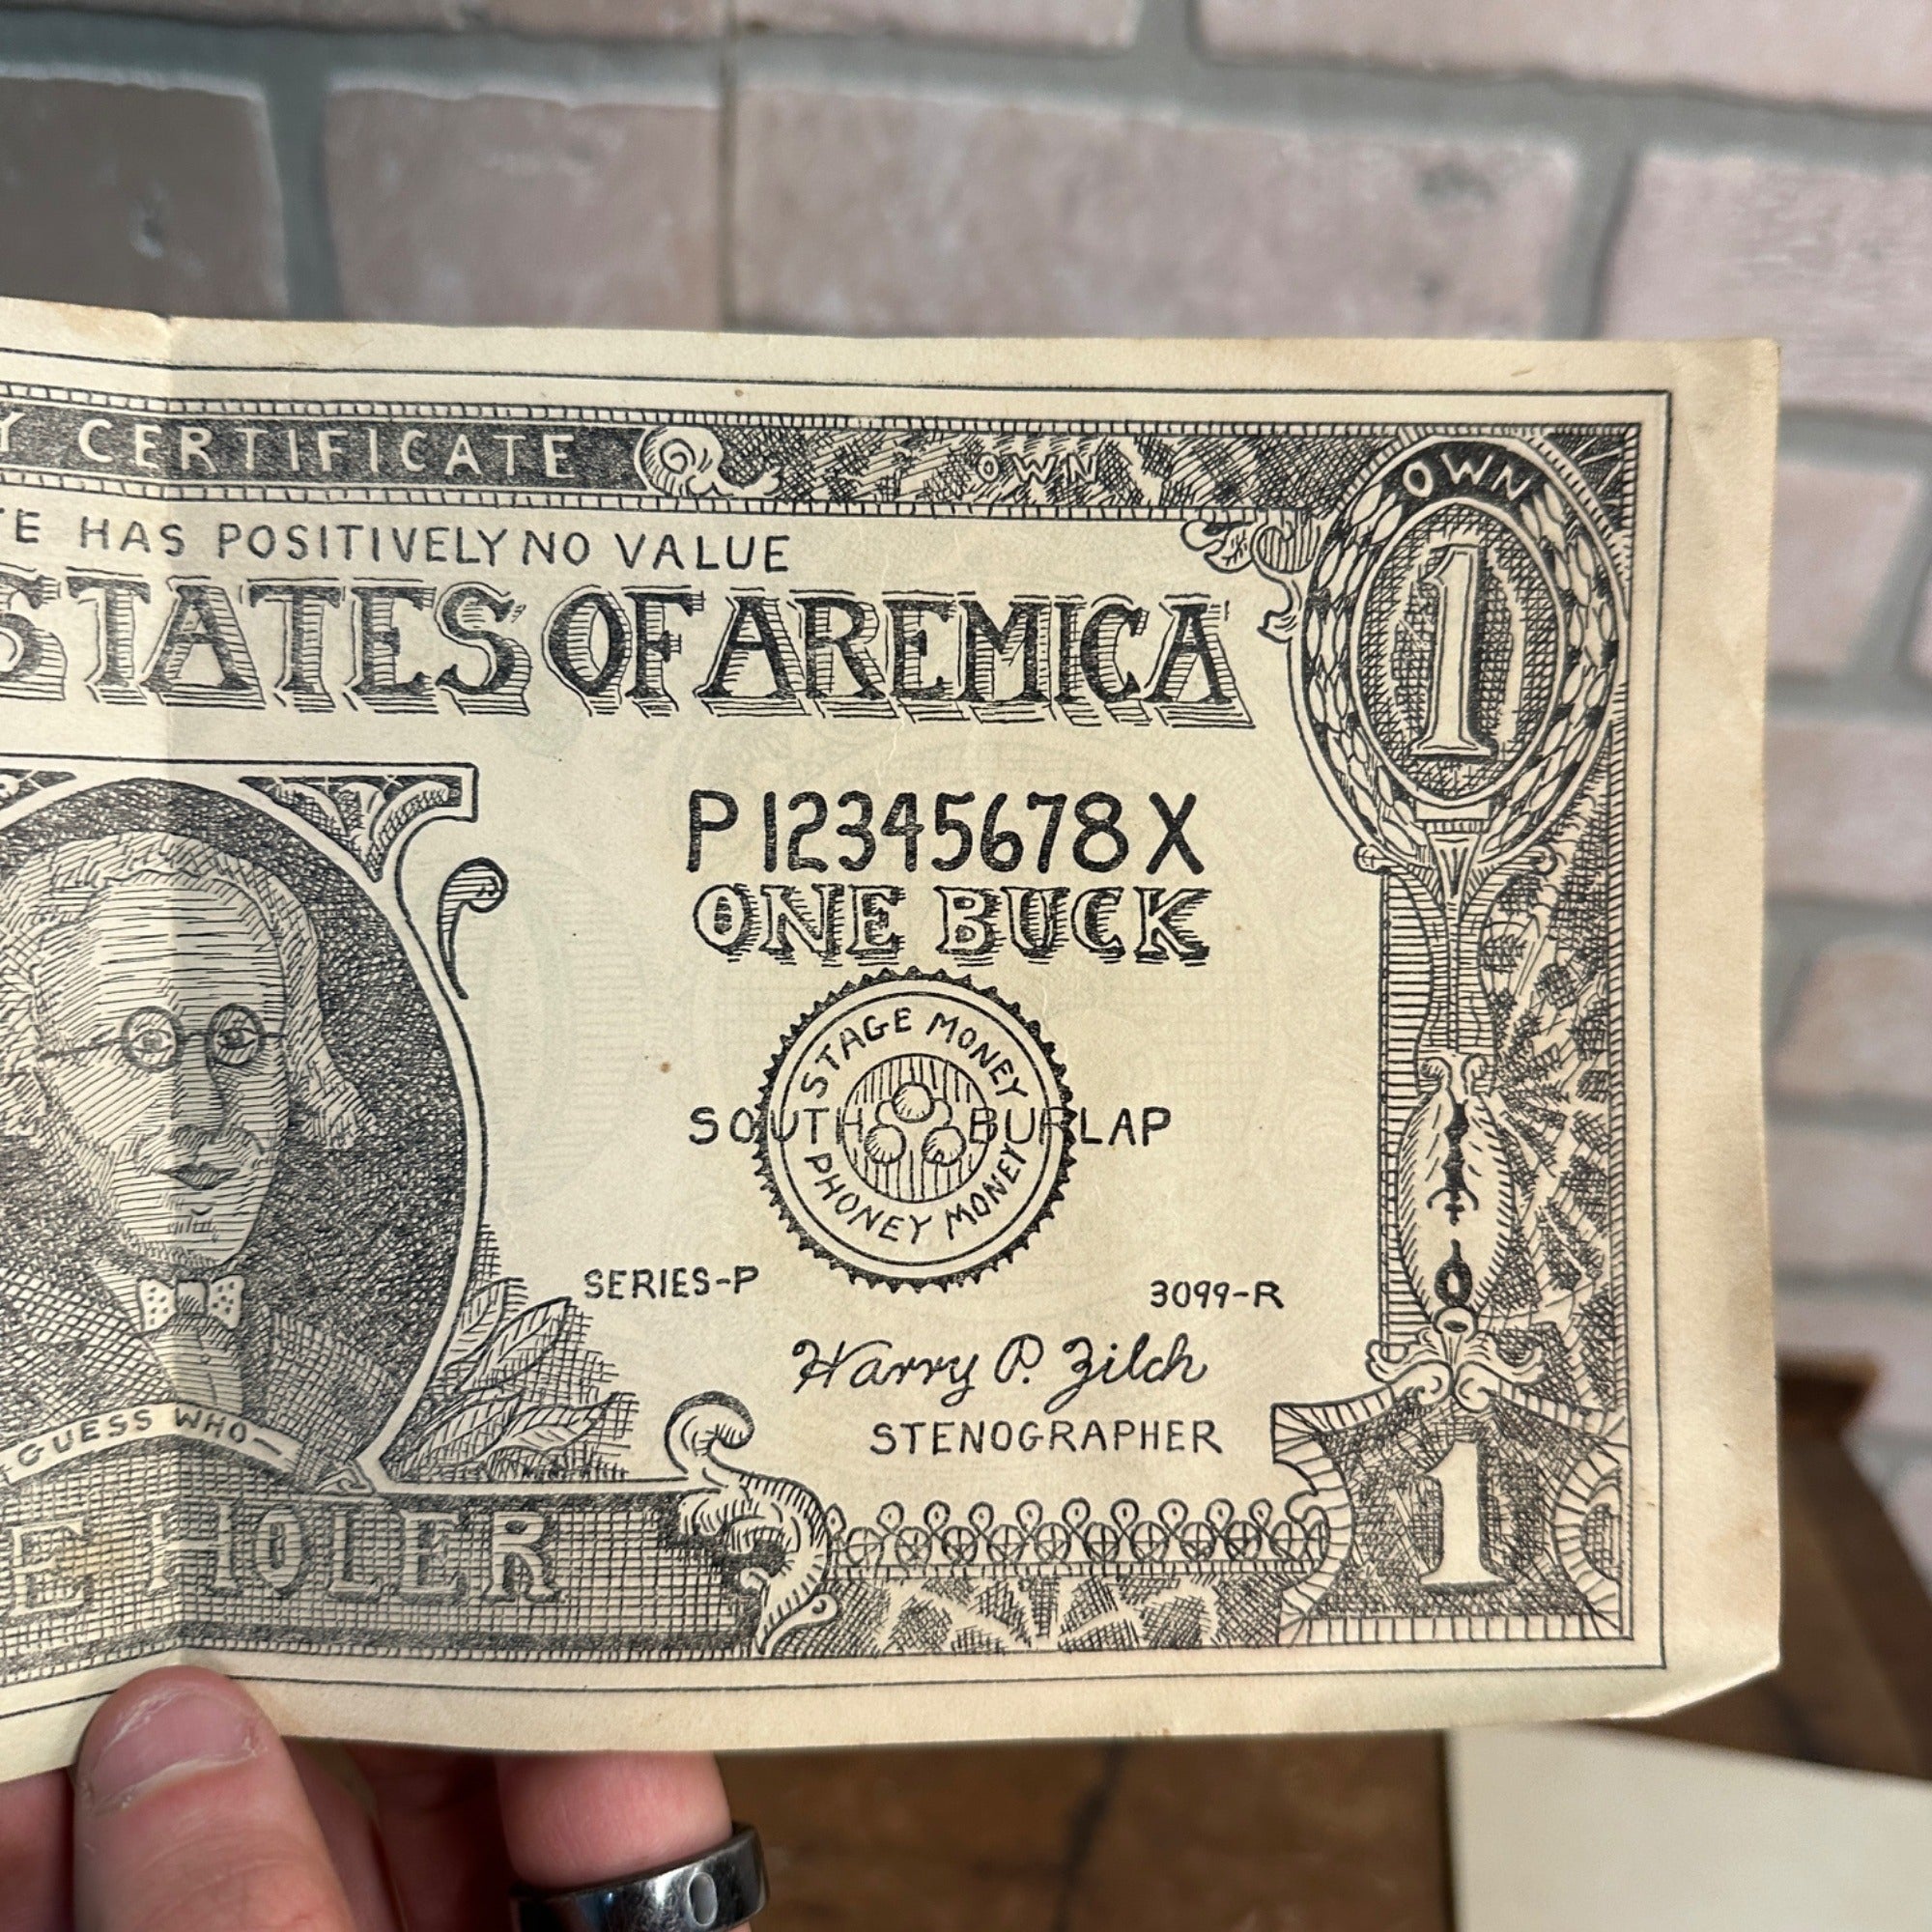 Y CERTIFICATE
OWN
OWN
1
E HAS POSITIVELY NO VALUE
STATES OF AREMICA
P 12345678 X
ONE BUCK
STAGE MONEY
SOUTH BURLAP
PHONEY MONEY
SERIES-P 3099-R
Harry P. Zilch
STENOGRAPHER
GUESS WHO—
E HOLER
1